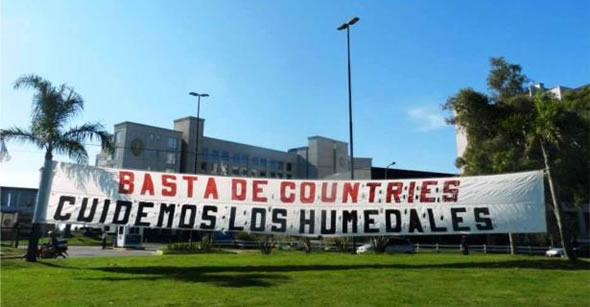 BASTA DE COUNTRIES
CUIDEMOS LOS HUMEDALES